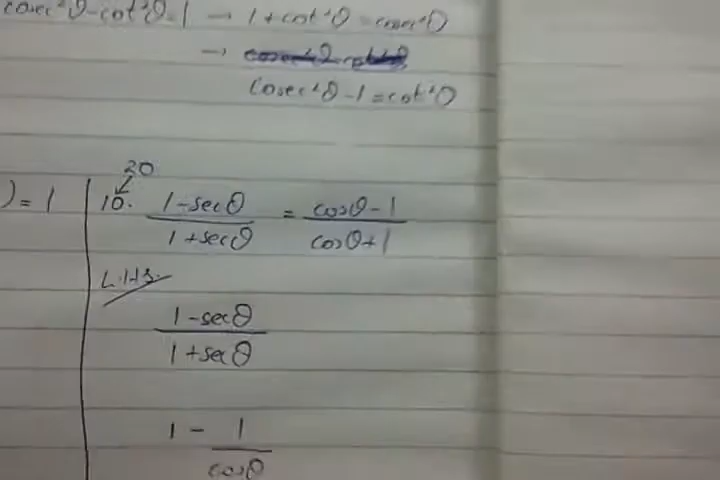 cosec²θ-cot²θ=1 → 1+cot²θ=cosec²θ
→
cosec²θ-1=cot²θ
20
)=1
10. 1-secθ/1+secθ = cosθ-1/cosθ+1
L.H.S.
1-secθ
1+secθ
1 - 1
cosθ